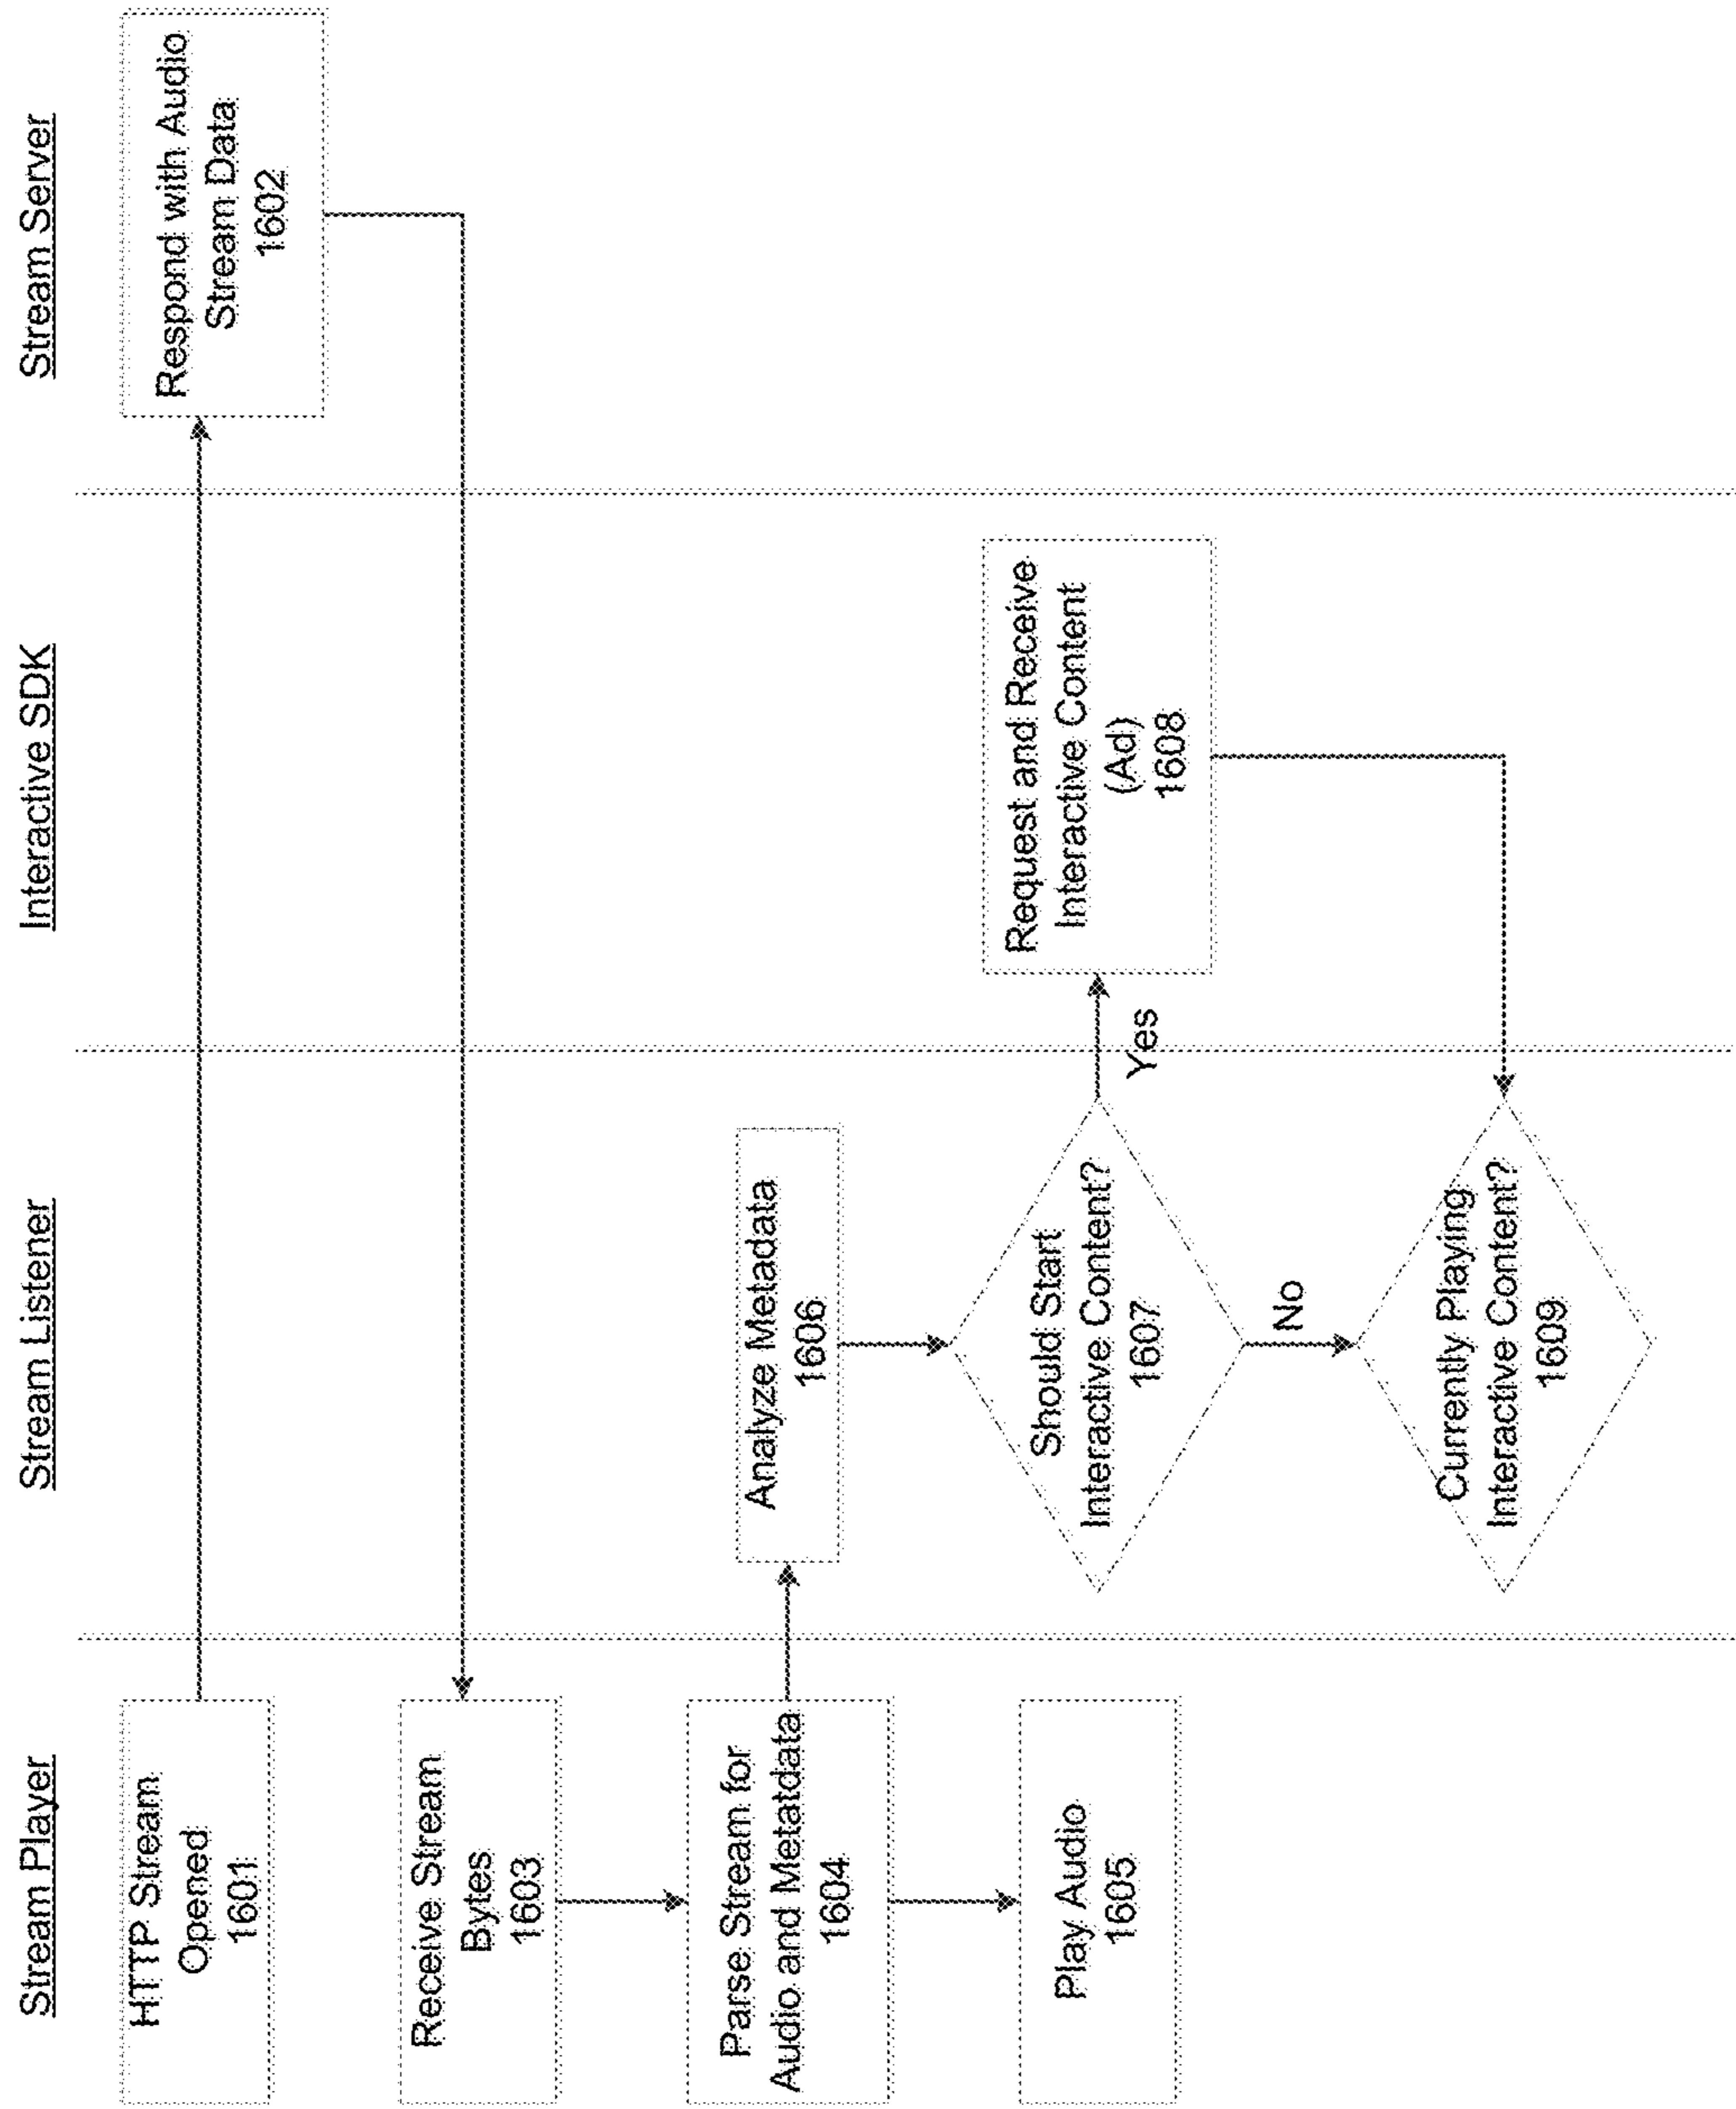 Stream Player
Stream Listener
Interactive SDK
Stream Server
HTTP Stream
Opened
1601
Respond with Audio
Stream Data
1602
Receive Stream
Bytes
1603
Parse Stream for
Audio and Metatdata
1604
Analyze Metadata
1606
Play Audio
1605
Should Start
Interactive Content?
1607
Yes
Request and Receive
Interactive Content
(Ad)
1608
No
Currently Playing
Interactive Content?
1609